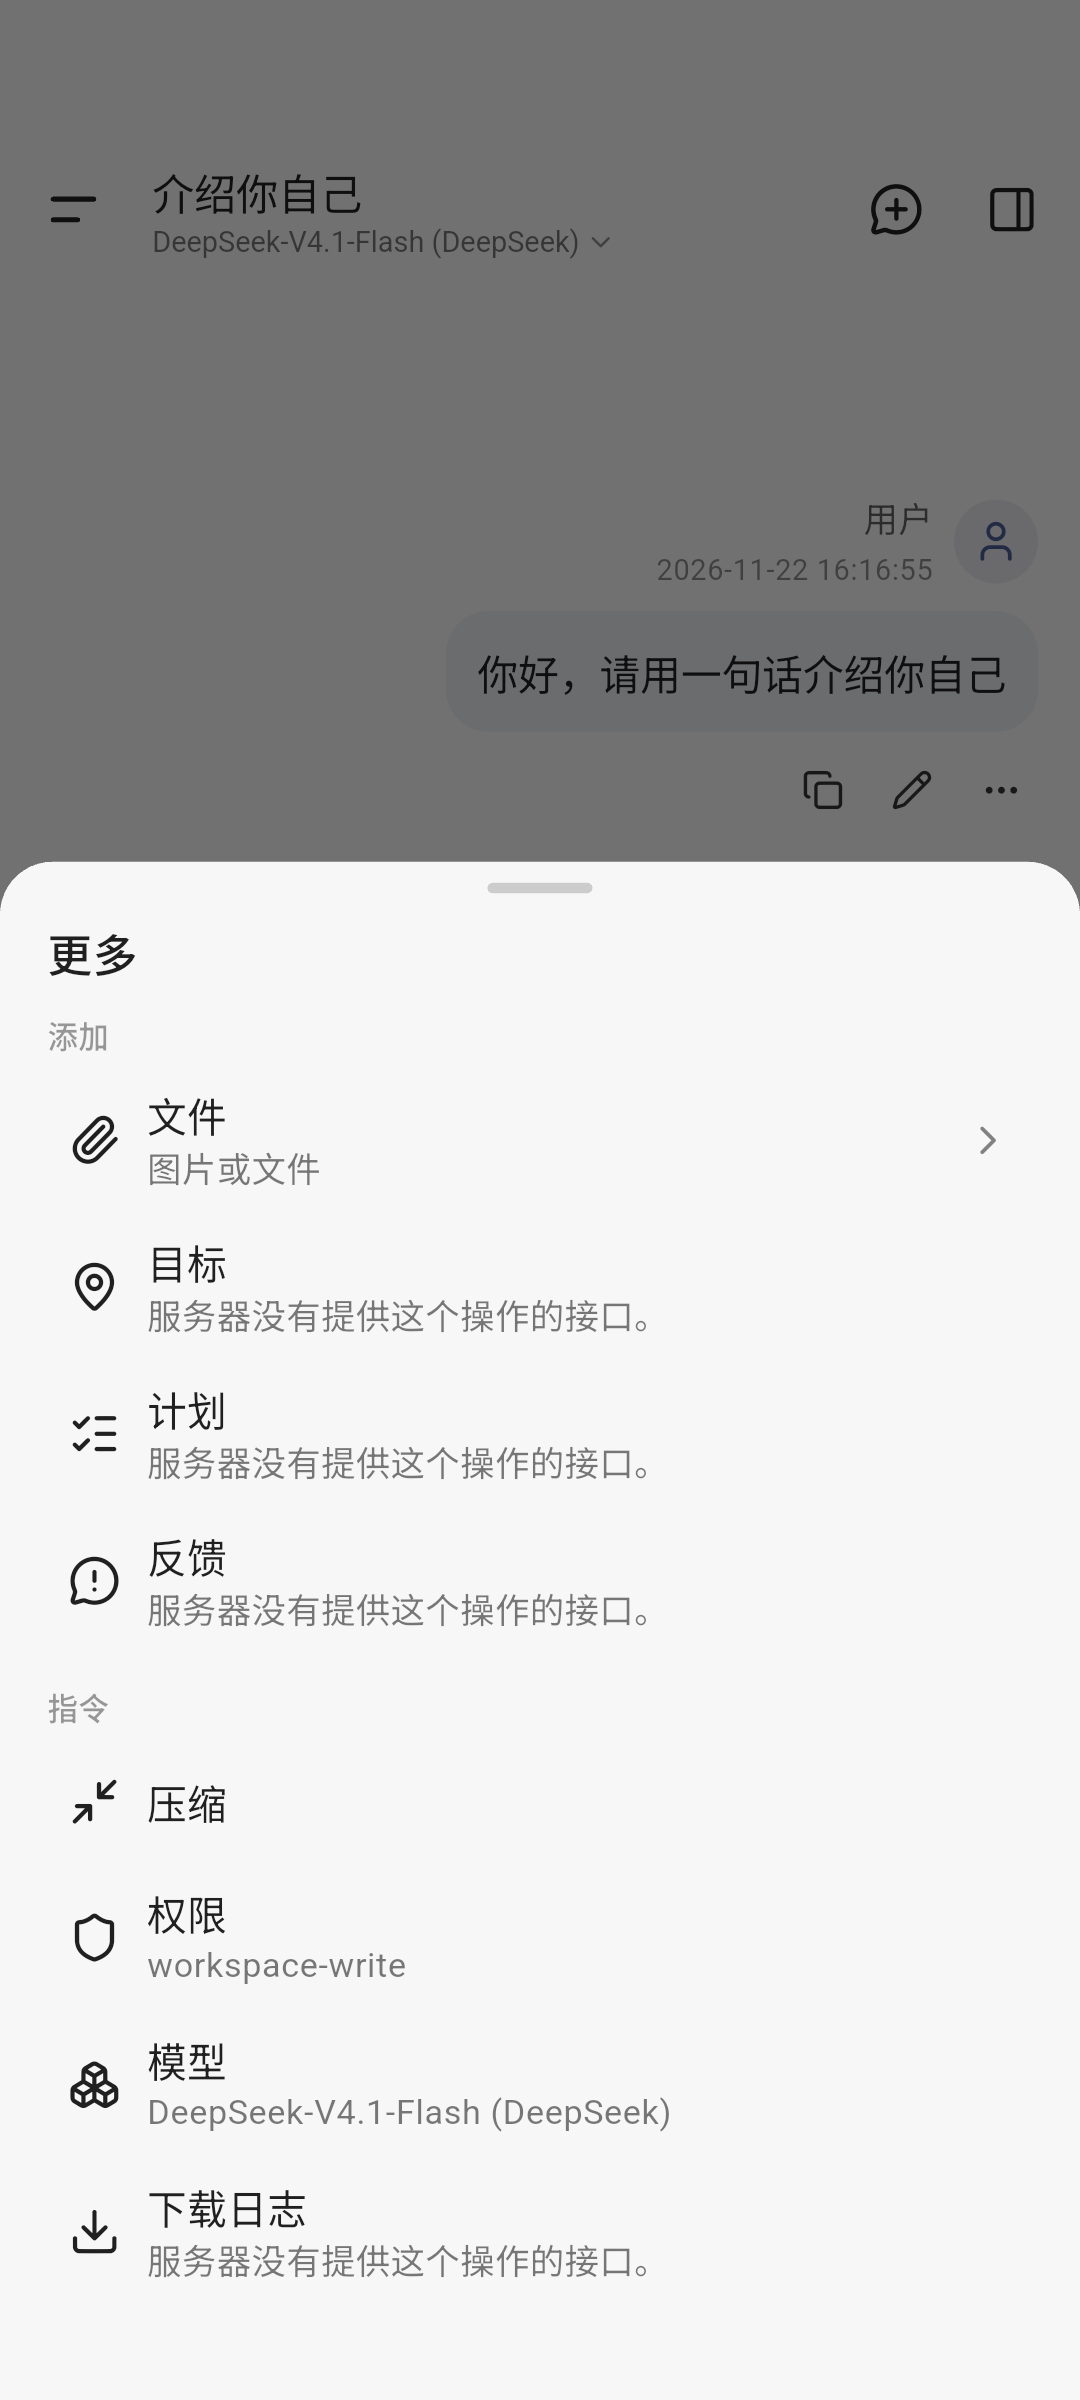 介绍你自己
DeepSeek-V4.1-Flash (DeepSeek)
用户
2026-11-22 16:16:55
你好，请用一句话介绍你自己
更多
添加
文件
图片或文件
目标
服务器没有提供这个操作的接口。
计划
服务器没有提供这个操作的接口。
反馈
服务器没有提供这个操作的接口。
指令
压缩
权限
workspace-write
模型
DeepSeek-V4.1-Flash (DeepSeek)
下载日志
服务器没有提供这个操作的接口。